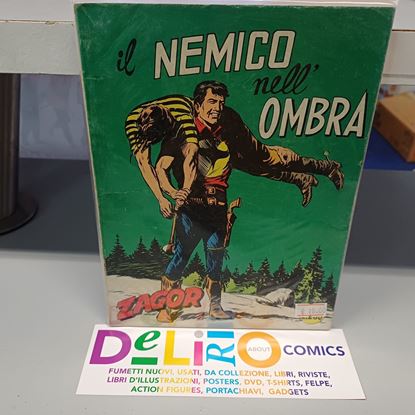 il NEMICO
nell'
OMBRA
ZAGOR
DeLiRiO ABOUT COMICS
FUMETTI NUOVI, USATI, DA COLLEZIONE, LIBRI, RIVISTE,
LIBRI D'ILLUSTRAZIONI, POSTERS, DVD, T-SHIRTS, FELPE,
ACTION FIGURES, PORTACHIAVI, GADGETS